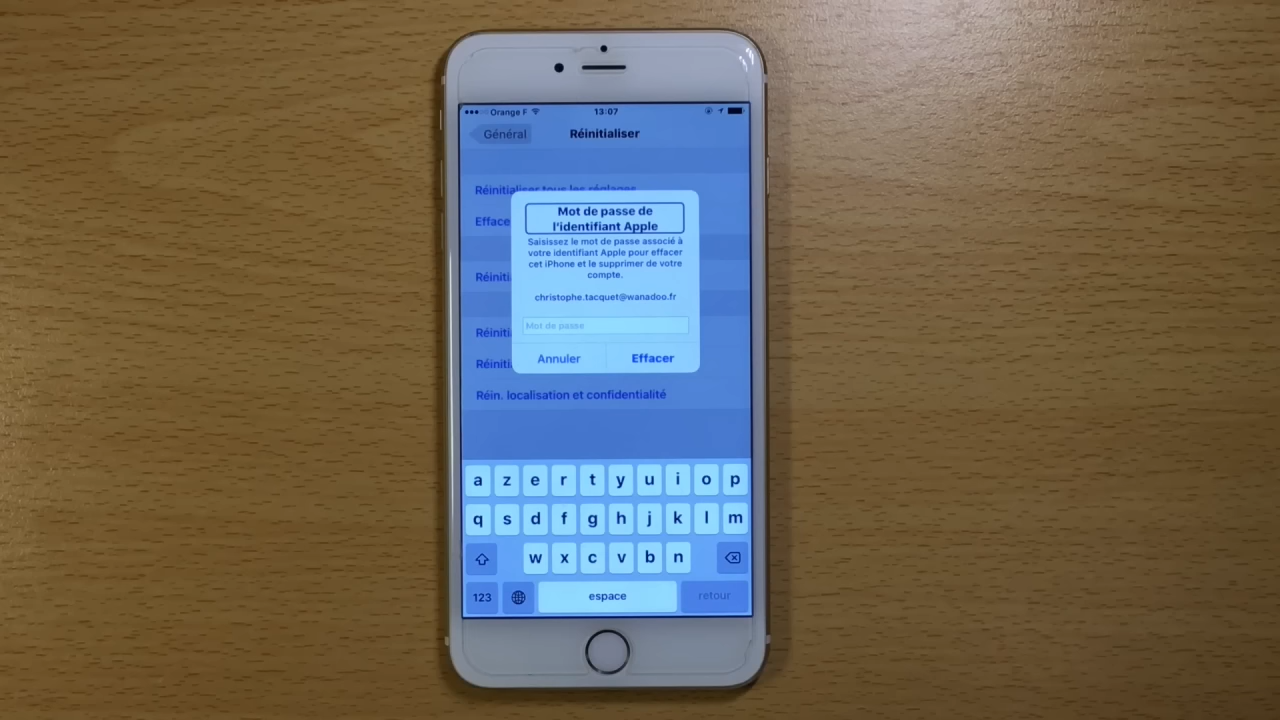 Orange F
13:07
Général
Réinitialiser
Réinitialiser tous les réglages
Efface
Mot de passe de
l'identifiant Apple
Saisissez le mot de passe associé à
votre identifiant Apple pour effacer
cet iPhone et le supprimer de votre
compte.
christophe.tacquet@wanadoo.fr
Mot de passe
Annuler
Effacer
Réiniti
Réiniti
Réiniti
Réin. localisation et confidentialité
a z e r t y u i o p
q s d f g h j k l m
w x c v b n
123 espace retour